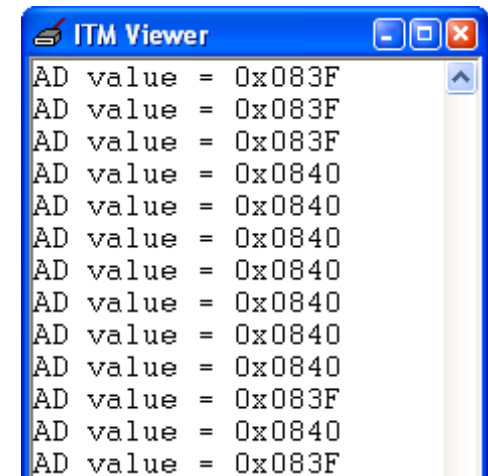 ITM Viewer
AD value = 0x083F
AD value = 0x083F
AD value = 0x083F
AD value = 0x0840
AD value = 0x0840
AD value = 0x0840
AD value = 0x0840
AD value = 0x0840
AD value = 0x0840
AD value = 0x0840
AD value = 0x083F
AD value = 0x0840
AD value = 0x083F